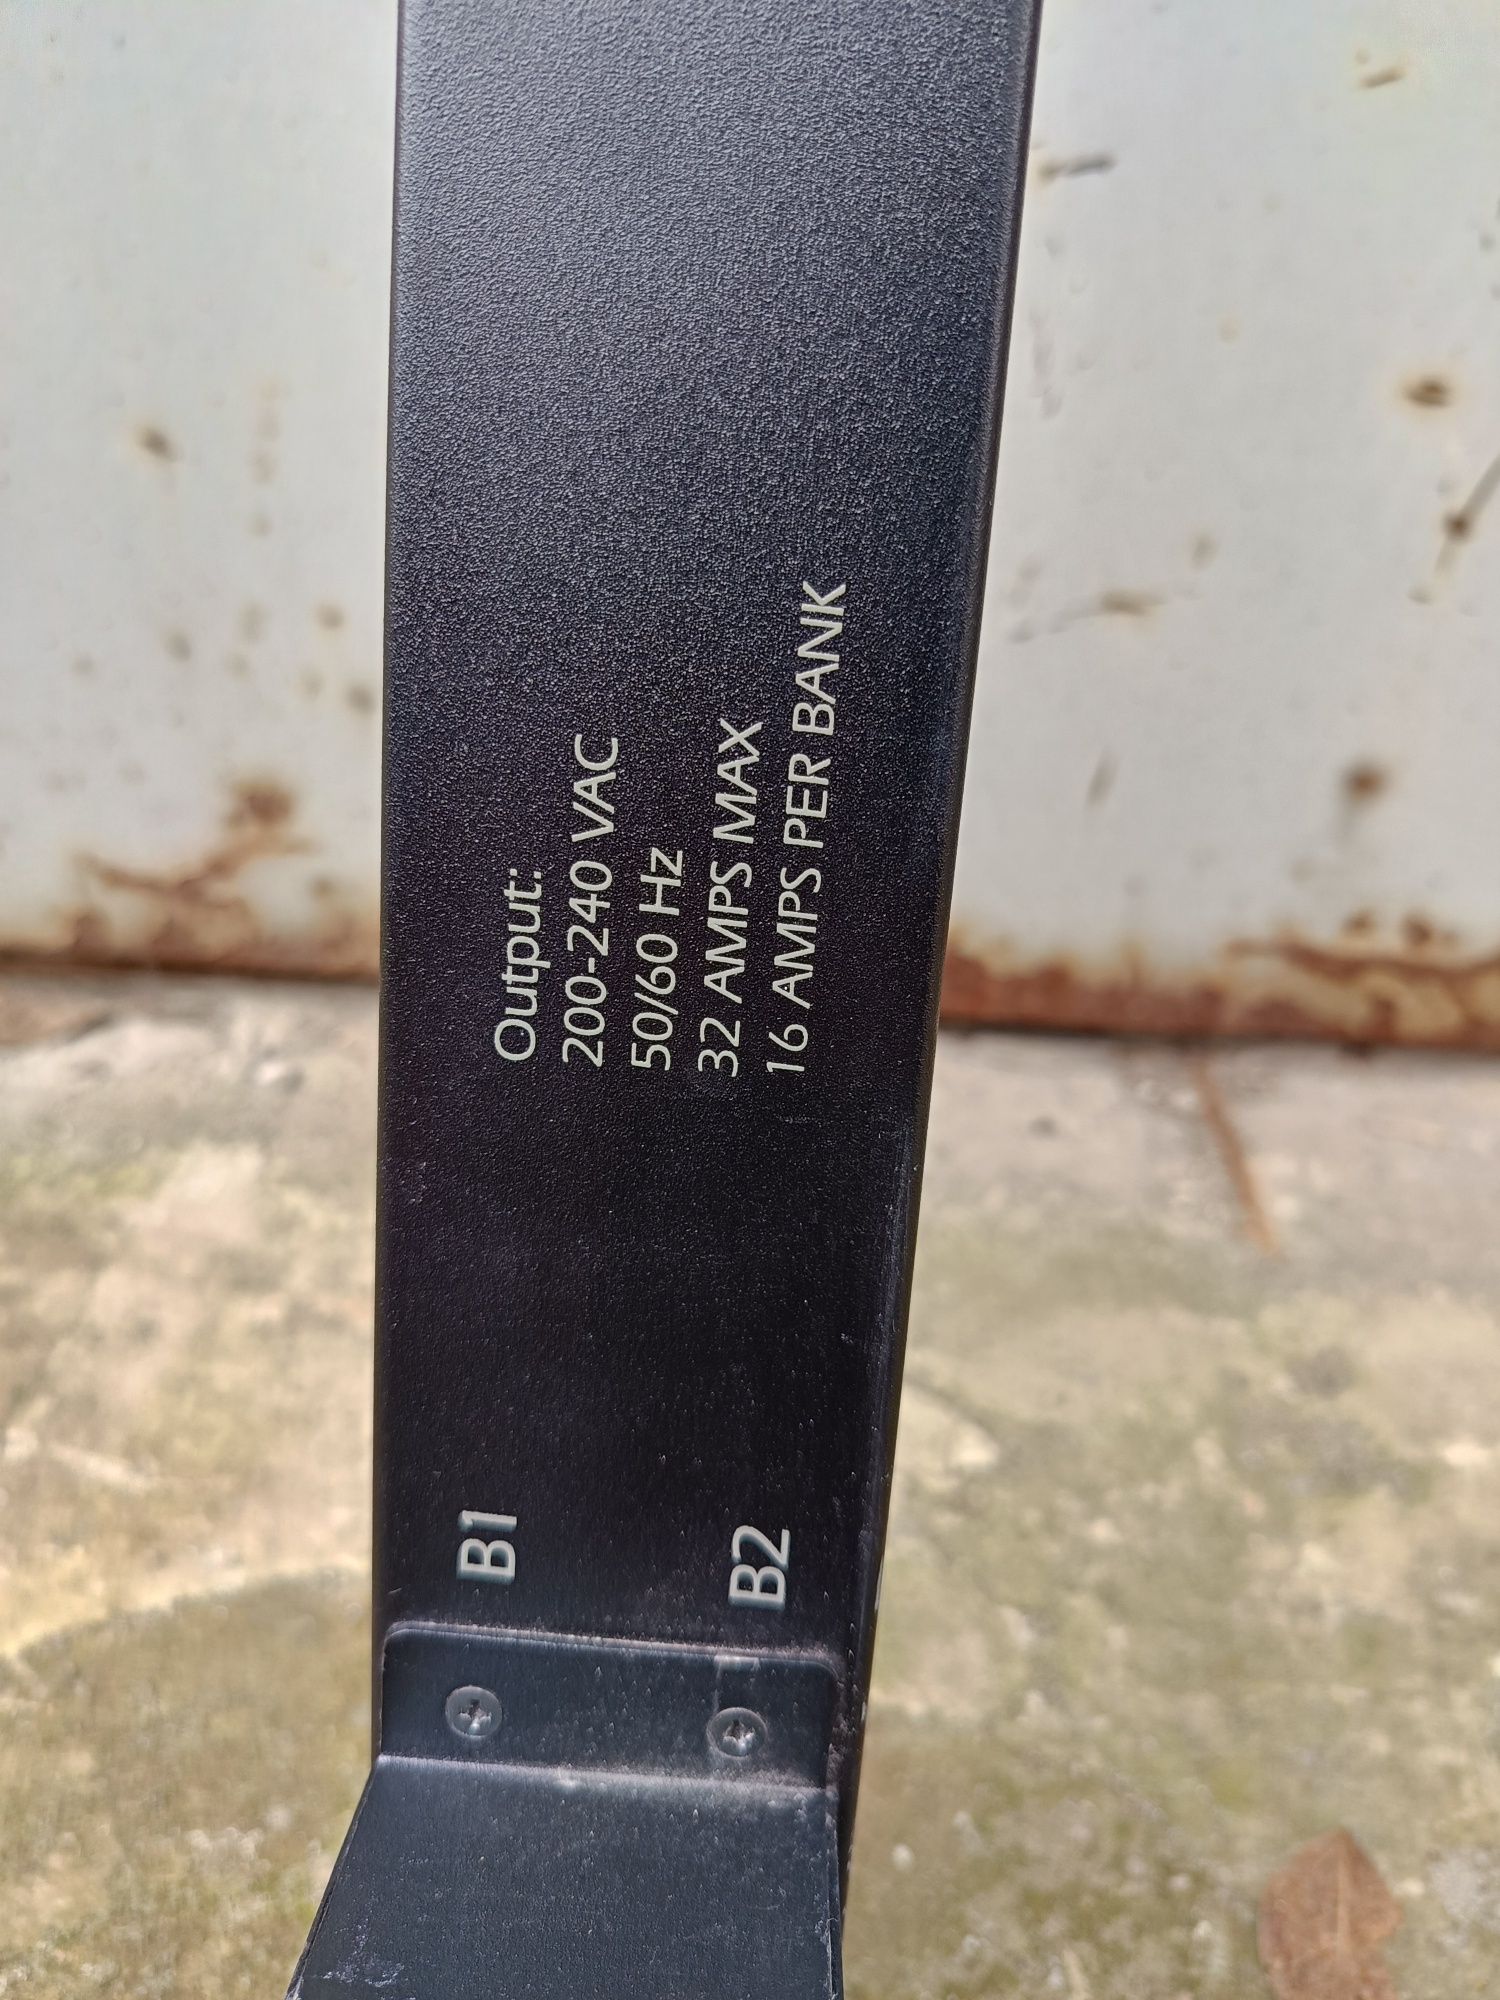 Output:
200-240 VAC
50/60 Hz
32 AMPS MAX
16 AMPS PER BANK
B1
B2